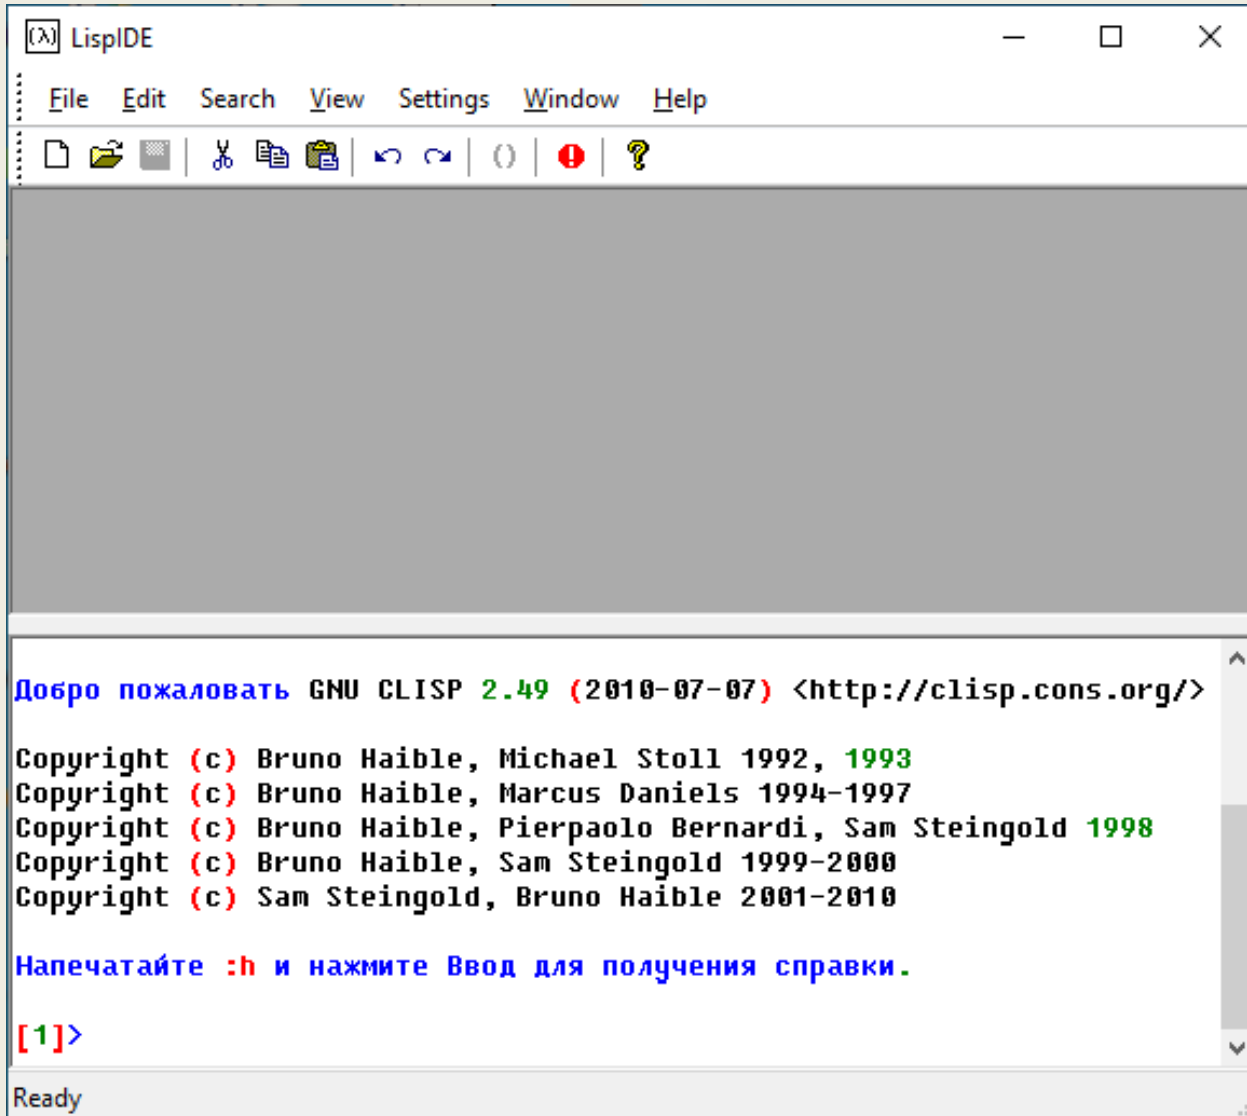 (λ) LispIDE
File Edit Search View Settings Window Help
Добро пожаловать GNU CLISP 2.49 (2010-07-07) <http://clisp.cons.org/>
Copyright (c) Bruno Haible, Michael Stoll 1992, 1993
Copyright (c) Bruno Haible, Marcus Daniels 1994-1997
Copyright (c) Bruno Haible, Pierpaolo Bernardi, Sam Steingold 1998
Copyright (c) Bruno Haible, Sam Steingold 1999-2000
Copyright (c) Sam Steingold, Bruno Haible 2001-2010
Напечатайте :h и нажмите Ввод для получения справки.
[1]>
Ready